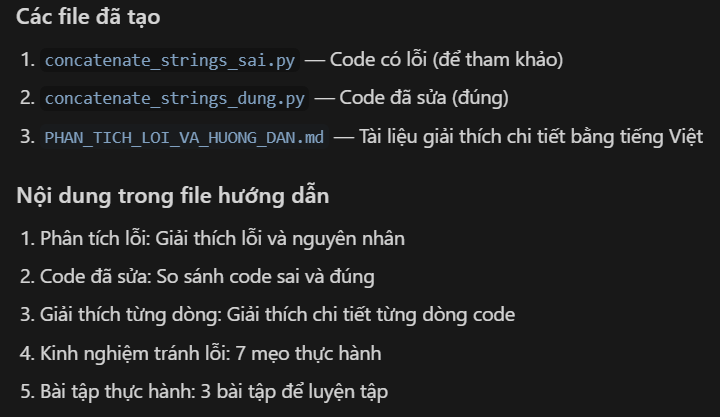 Các file đã tạo
1. concatenate_strings_sai.py — Code có lỗi (để tham khảo)
2. concatenate_strings_dung.py — Code đã sửa (đúng)
3. PHAN_TICH_LOI_VA_HUONG_DAN.md — Tài liệu giải thích chi tiết bằng tiếng Việt
Nội dung trong file hướng dẫn
1. Phân tích lỗi: Giải thích lỗi và nguyên nhân
2. Code đã sửa: So sánh code sai và đúng
3. Giải thích từng dòng: Giải thích chi tiết từng dòng code
4. Kinh nghiệm tránh lỗi: 7 mẹo thực hành
5. Bài tập thực hành: 3 bài tập để luyện tập